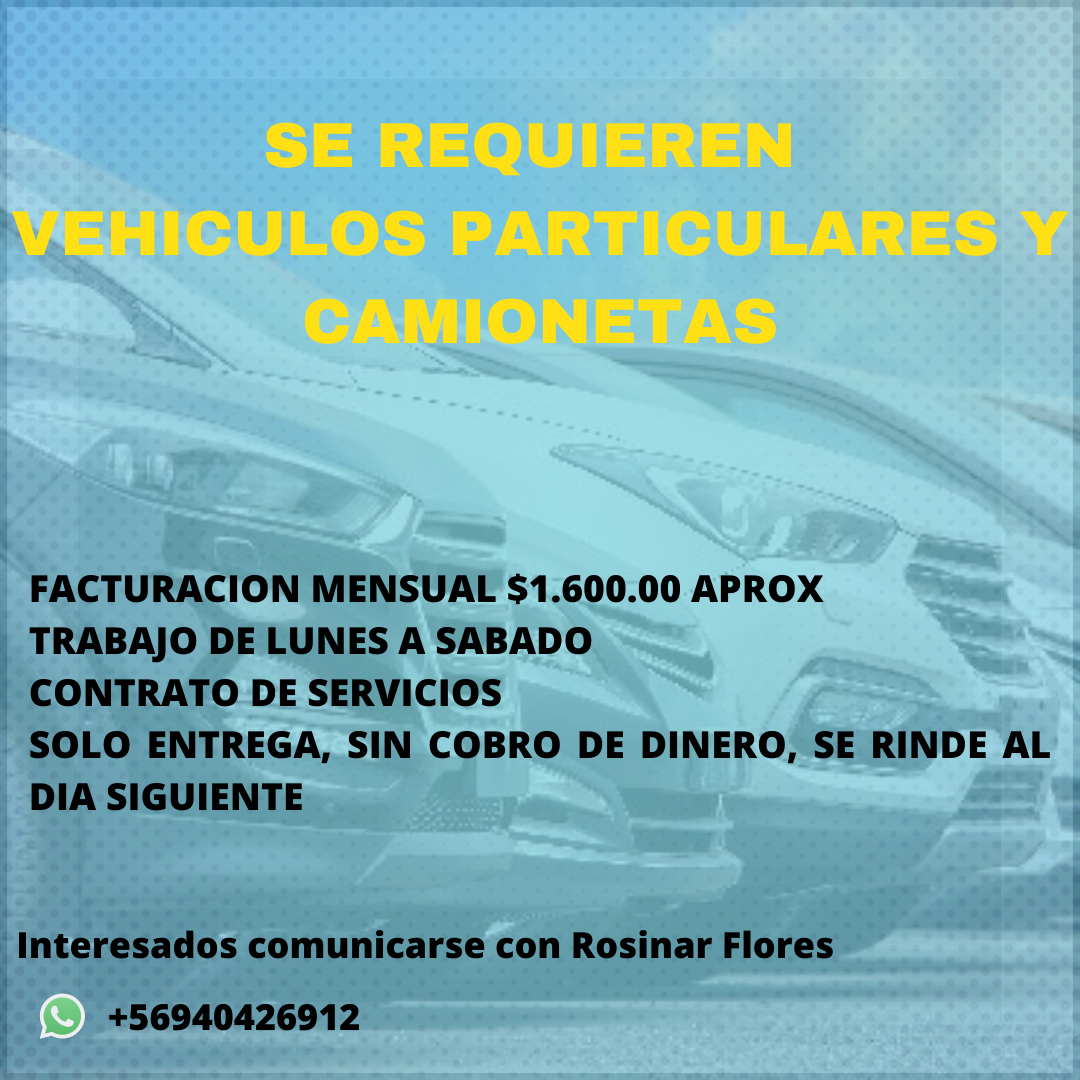 SE REQUIEREN
VEHICULOS PARTICULARES Y
CAMIONETAS
FACTURACION MENSUAL $1.600.00 APROX
TRABAJO DE LUNES A SABADO
CONTRATO DE SERVICIOS
SOLO ENTREGA, SIN COBRO DE DINERO, SE RINDE AL
DIA SIGUIENTE
Interesados comunicarse con Rosinar Flores
+56940426912